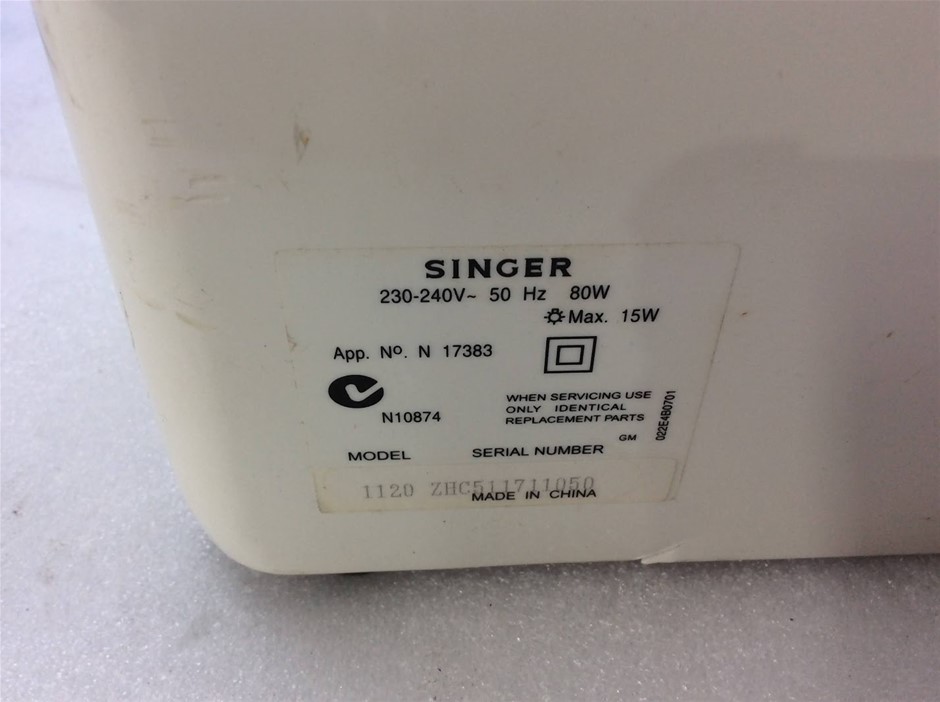 SINGER
230-240V~ 50 Hz 80W
Max. 15W
App. Nº. N 17383
N10874
WHEN SERVICING USE
ONLY IDENTICAL
REPLACEMENT PARTS
GM
022E4B0701
MODEL SERIAL NUMBER
1120 ZHC511711050
MADE IN CHINA